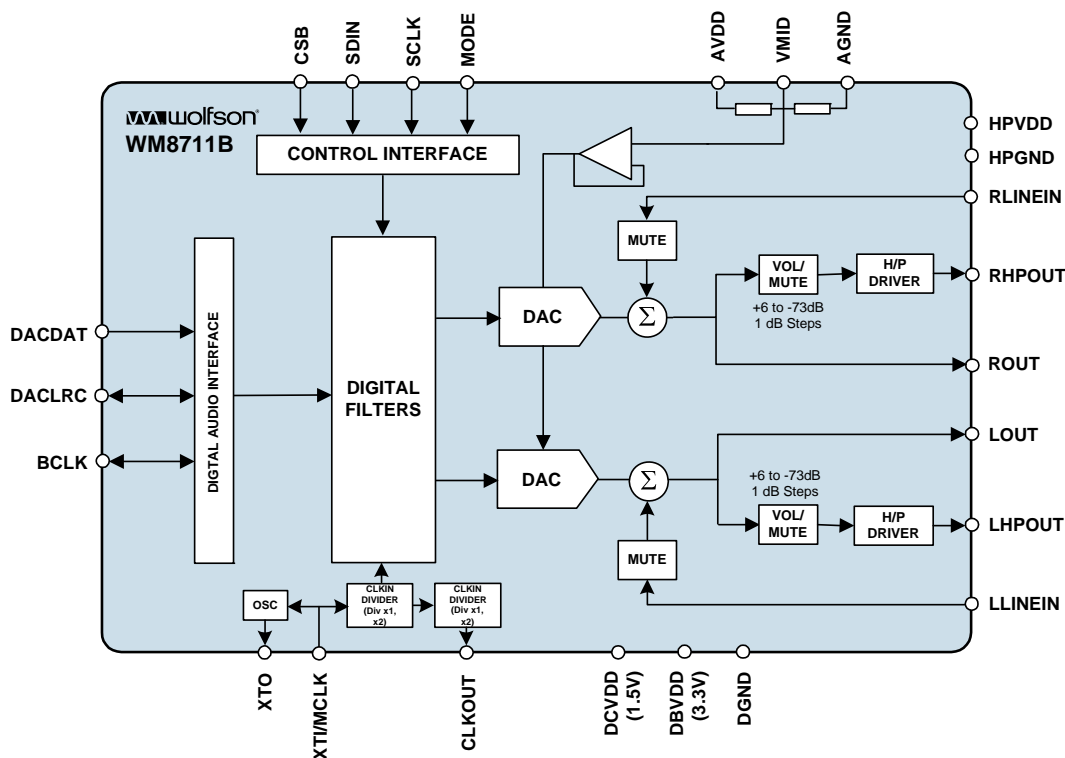 CSB
SDIN
SCLK
MODE
AVDD
VMID
AGND
wolfson®
WM8711B
CONTROL INTERFACE
HPVDD
HPGND
RLINEIN
MUTE
VOL/
MUTE
H/P
DRIVER
RHPOUT
+6 to -73dB
1 dB Steps
DAC
Σ
ROUT
DACDAT
DACLRC
BCLK
DIGTAL AUDIO INTERFACE
DIGITAL
FILTERS
LOUT
DAC
Σ
+6 to -73dB
1 dB Steps
VOL/
MUTE
H/P
DRIVER
LHPOUT
MUTE
LLINEIN
OSC
CLKIN
DIVIDER
(Div x1,
x2)
CLKIN
DIVIDER
(Div x1,
x2)
XTO
XTI/MCLK
CLKOUT
DCVDD
(1.5V)
DBVDD
(3.3V)
DGND